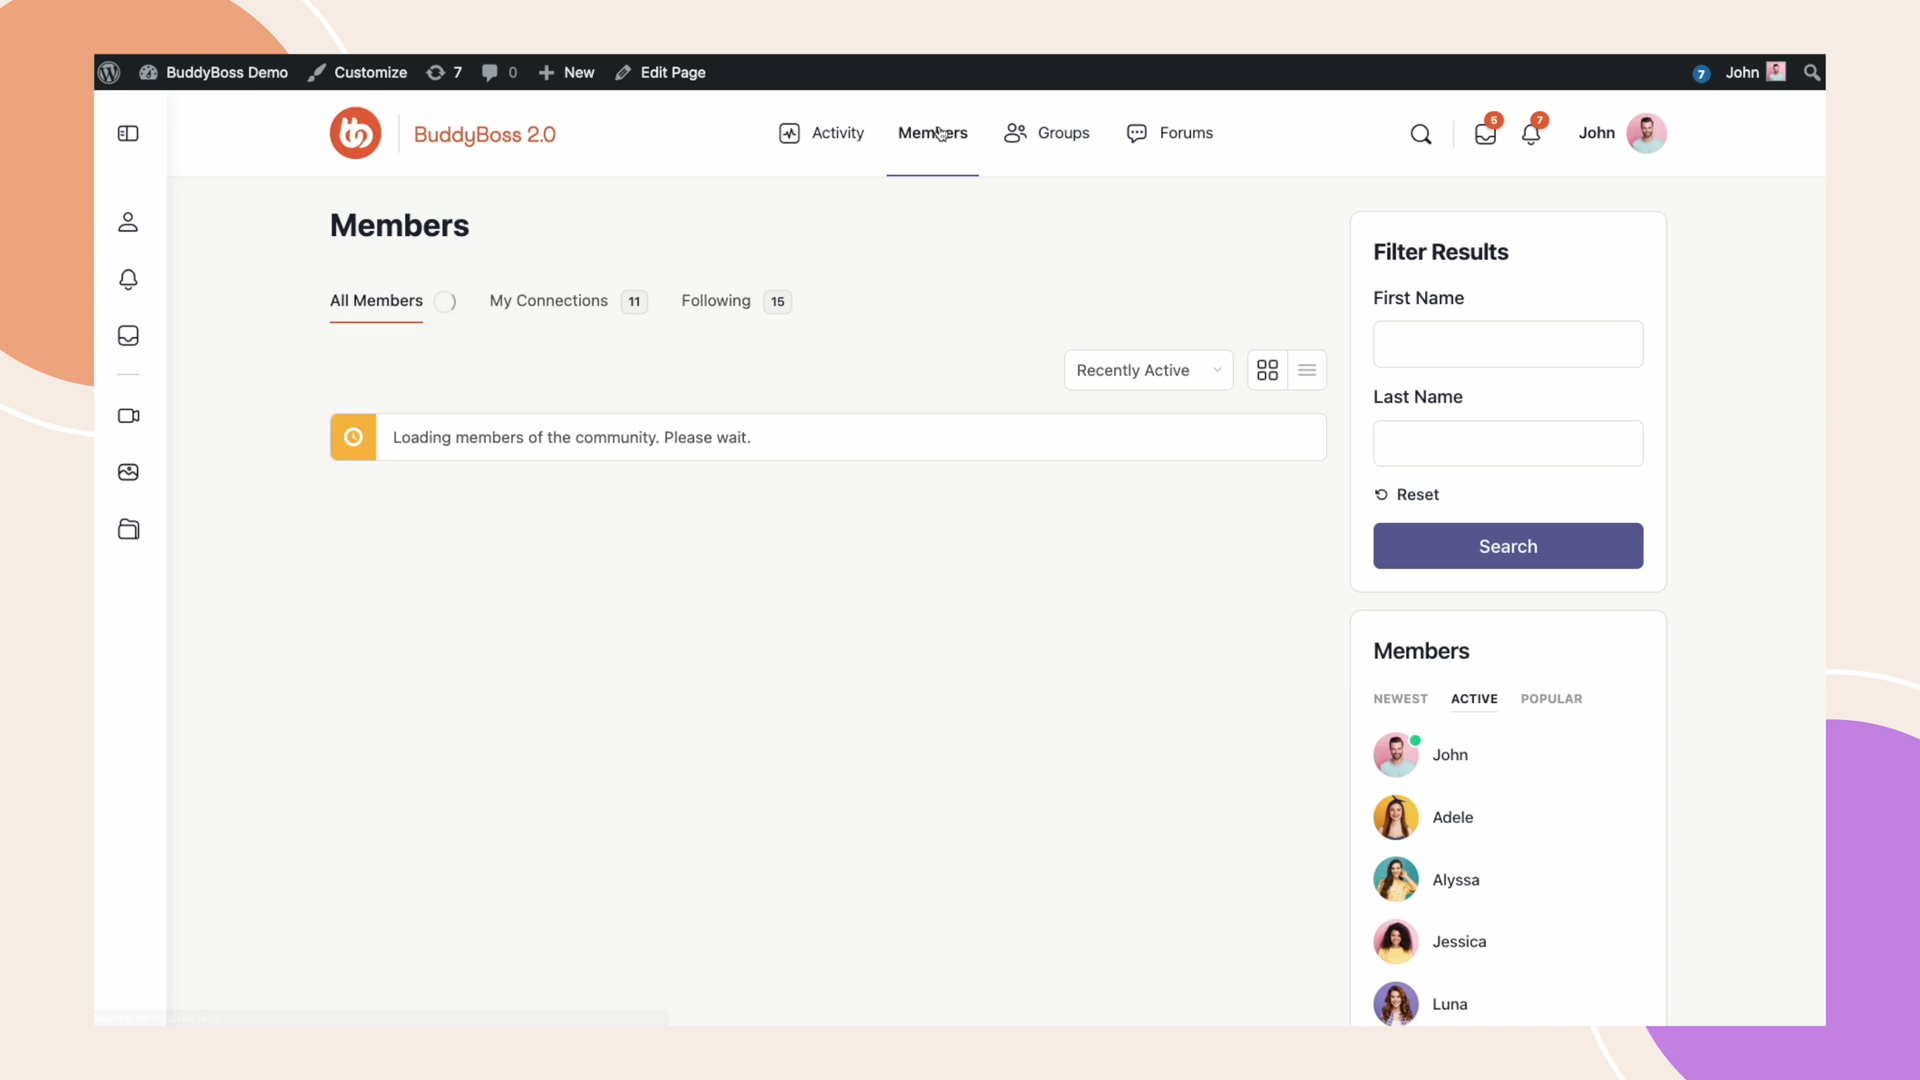 BuddyBoss Demo Customize 7 0 New Edit Page 7 John
BuddyBoss 2.0 Activity Members Groups Forums 5 7 John
Members
All Members My Connections 11 Following 15
Recently Active
Loading members of the community. Please wait.
Filter Results
First Name
Last Name
Reset
Search
Members
NEWEST ACTIVE POPULAR
John
Adele
Alyssa
Jessica
Luna